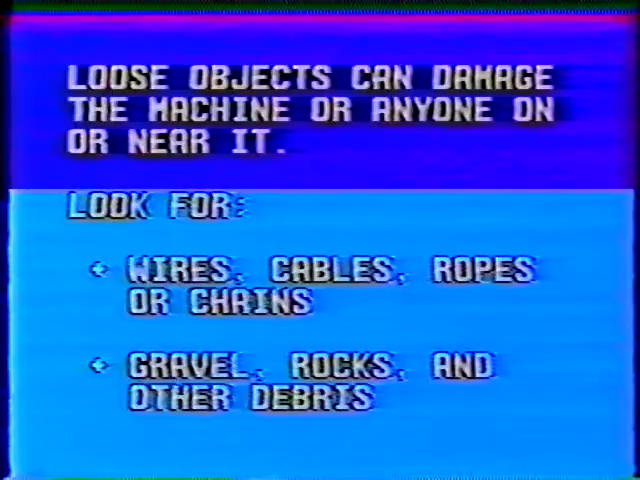 LOOSE OBJECTS CAN DAMAGE
THE MACHINE OR ANYONE ON
OR NEAR IT.
LOOK FOR:
+ WIRES, CABLES, ROPES
OR CHAINS
+ GRAVEL, ROCKS, AND
OTHER DEBRIS